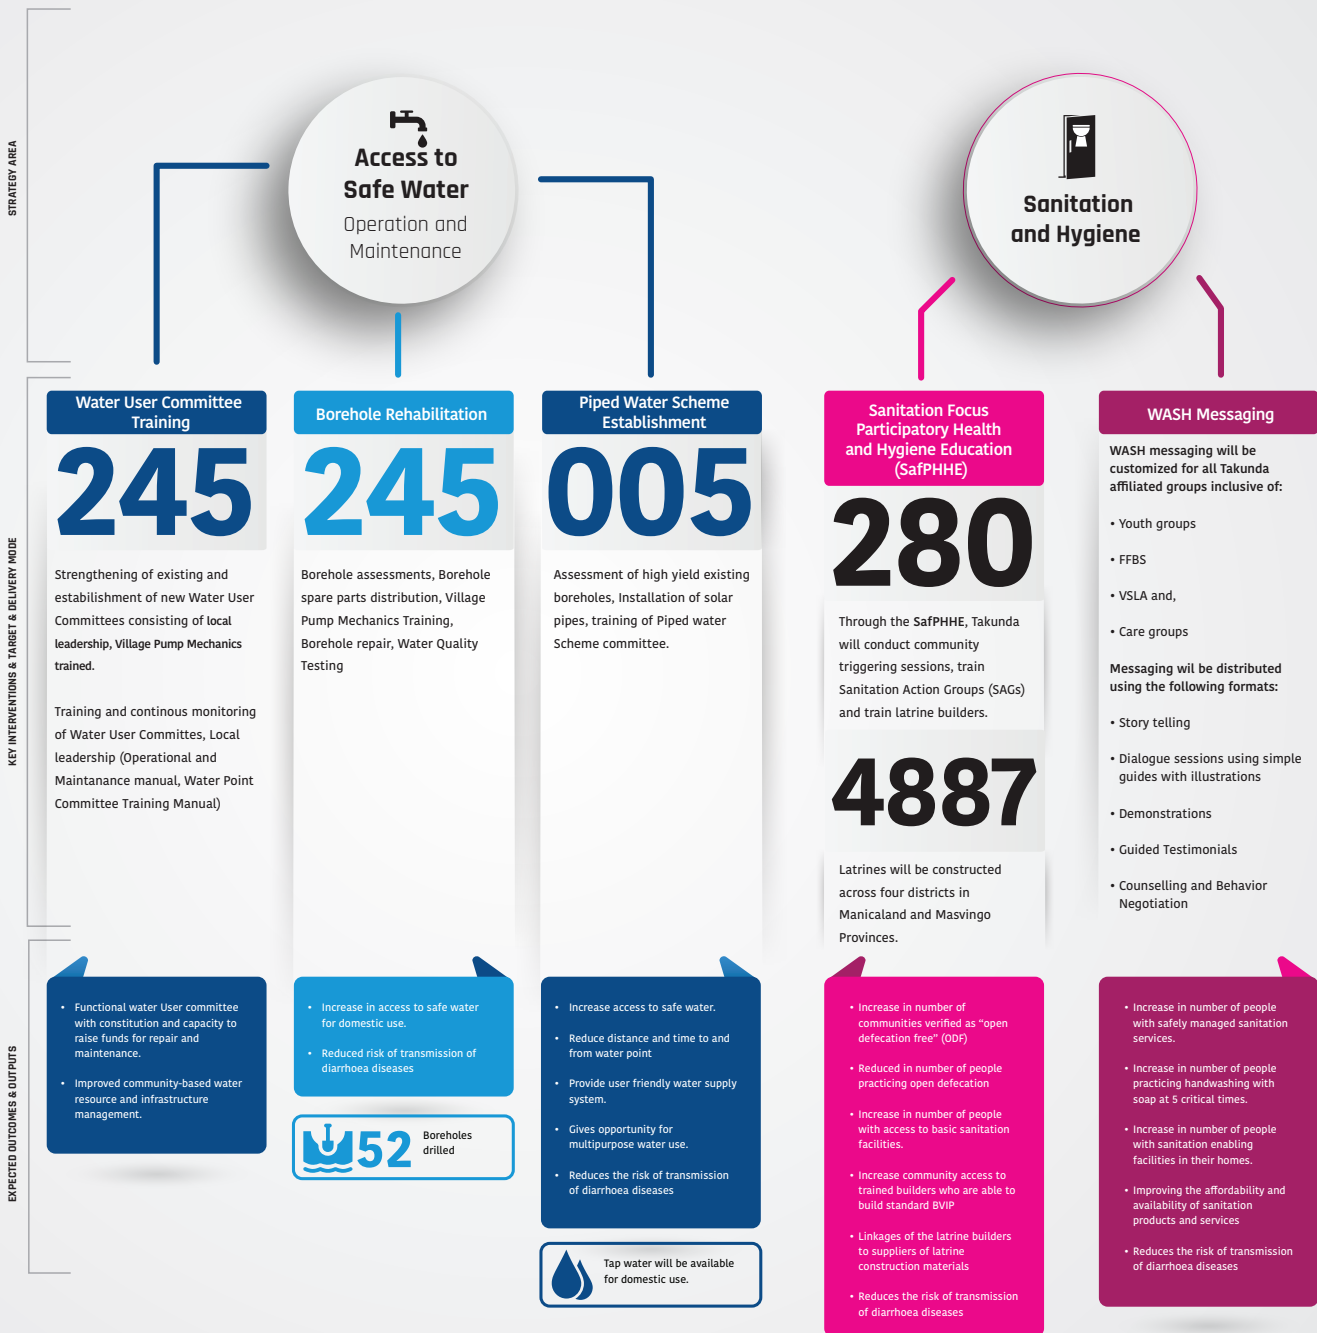 STRATEGY AREA
Access to
Safe Water
Operation and
Maintenance
Sanitation
and Hygiene
KEY INTERVENTIONS & TARGET & DELIVERY MODE
Water User Committee
Training
245
Strengthening of existing and
estabilishment of new Water User
Committees consisting of local
leadership, Village Pump Mechanics
trained.
Training and continous monitoring
of Water User Committes, Local
leadership (Operational and
Maintanance manual, Water Point
Committee Training Manual)
Borehole Rehabilitation
245
Borehole assessments, Borehole
spare parts distribution, Village
Pump Mechanics Training,
Borehole repair, Water Quality
Testing
Piped Water Scheme
Establishment
005
Assessment of high yield existing
boreholes, Installation of solar
pipes, training of Piped water
Scheme committee.
Sanitation Focus
Participatory Health
and Hygiene Education
(SafPHHE)
280
Through the SafPHHE, Takunda
will conduct community
triggering sessions, train
Sanitation Action Groups (SAGs)
and train latrine builders.
4887
Latrines will be constructed
across four districts in
Manicaland and Masvingo
Provinces.
WASH Messaging
WASH messaging will be
customized for all Takunda
affiliated groups inclusive of:
• Youth groups
• FFBS
• VSLA and,
• Care groups
Messaging wil be distributed
using the following formats:
• Story telling
• Dialogue sessions using simple
guides with illustrations
• Demonstrations
• Guided Testimonials
• Counselling and Behavior
Negotiation
EXPECTED OUTCOMES & OUTPUTS
• Functional water User committee
with constitution and capacity to
raise funds for repair and
maintenance.
• Improved community-based water
resource and infrastructure
management.
• Increase in access to safe water
for domestic use.
• Reduced risk of transmission of
diarrhoea diseases
52
Boreholes
drilled
• Increase access to safe water.
• Reduce distance and time to and
from water point
• Provide user friendly water supply
system.
• Gives opportunity for
multipurpose water use.
• Reduces the risk of transmission
of diarrhoea diseases
Tap water will be available
for domestic use.
• Increase in number of
communities verified as “open
defecation free” (ODF)
• Reduced in number of people
practicing open defecation
• Increase in number of people
with access to basic sanitation
facilities.
• Increase community access to
trained builders who are able to
build standard BVIP
• Linkages of the latrine builders
to suppliers of latrine
construction materials
• Reduces the risk of transmission
of diarrhoea diseases
• Increase in number of people
with safely managed sanitation
services.
• Increase in number of people
practicing handwashing with
soap at 5 critical times.
• Increase in number of people
with sanitation enabling
facilities in their homes.
• Improving the affordability and
availability of sanitation
products and services
• Reduces the risk of transmission
of diarrhoea diseases